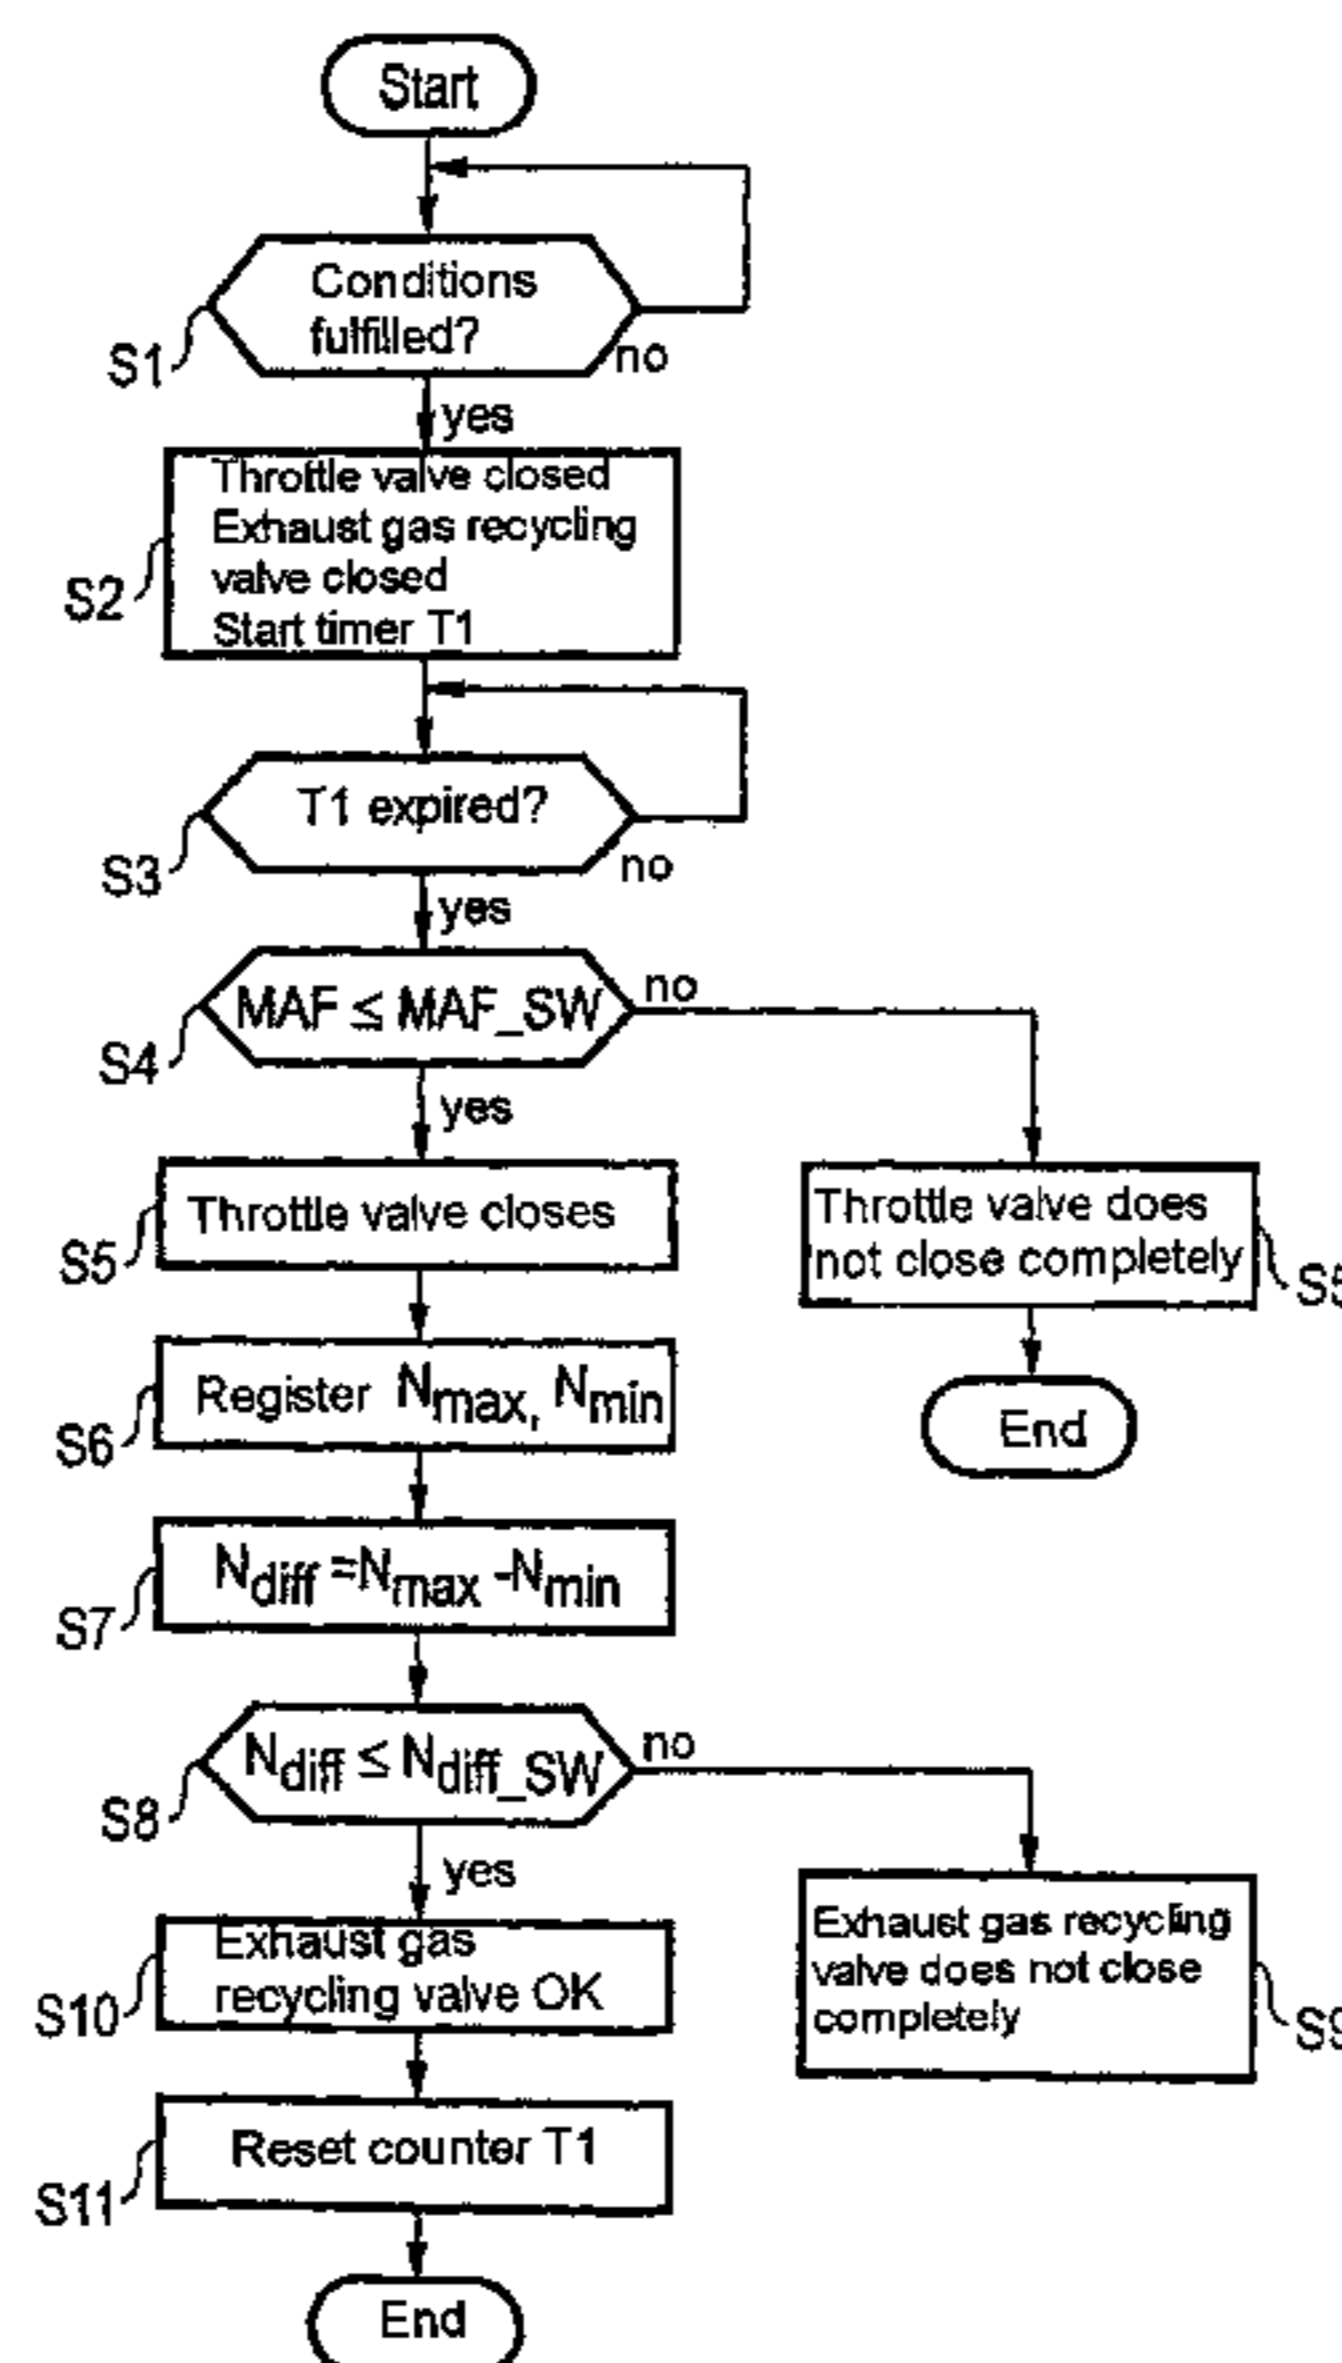 Start
Conditions
fulfilled?
S1
no
yes
Throttle valve closed
Exhaust gas recycling
valve closed
Start timer T1
S2
T1 expired?
S3
no
yes
MAF ≤ MAF_SW
no
S4
yes
Throttle valve closes
S5
Throttle valve does
not close completely
S5
Register Nmax, Nmin
S6
End
Ndiff =Nmax -Nmin
S7
Ndiff ≤ Ndiff_SW
no
S8
yes
Exhaust gas
recycling valve OK
S10
Exhaust gas recycling
valve does not close
completely
S9
Reset counter T1
S11
End